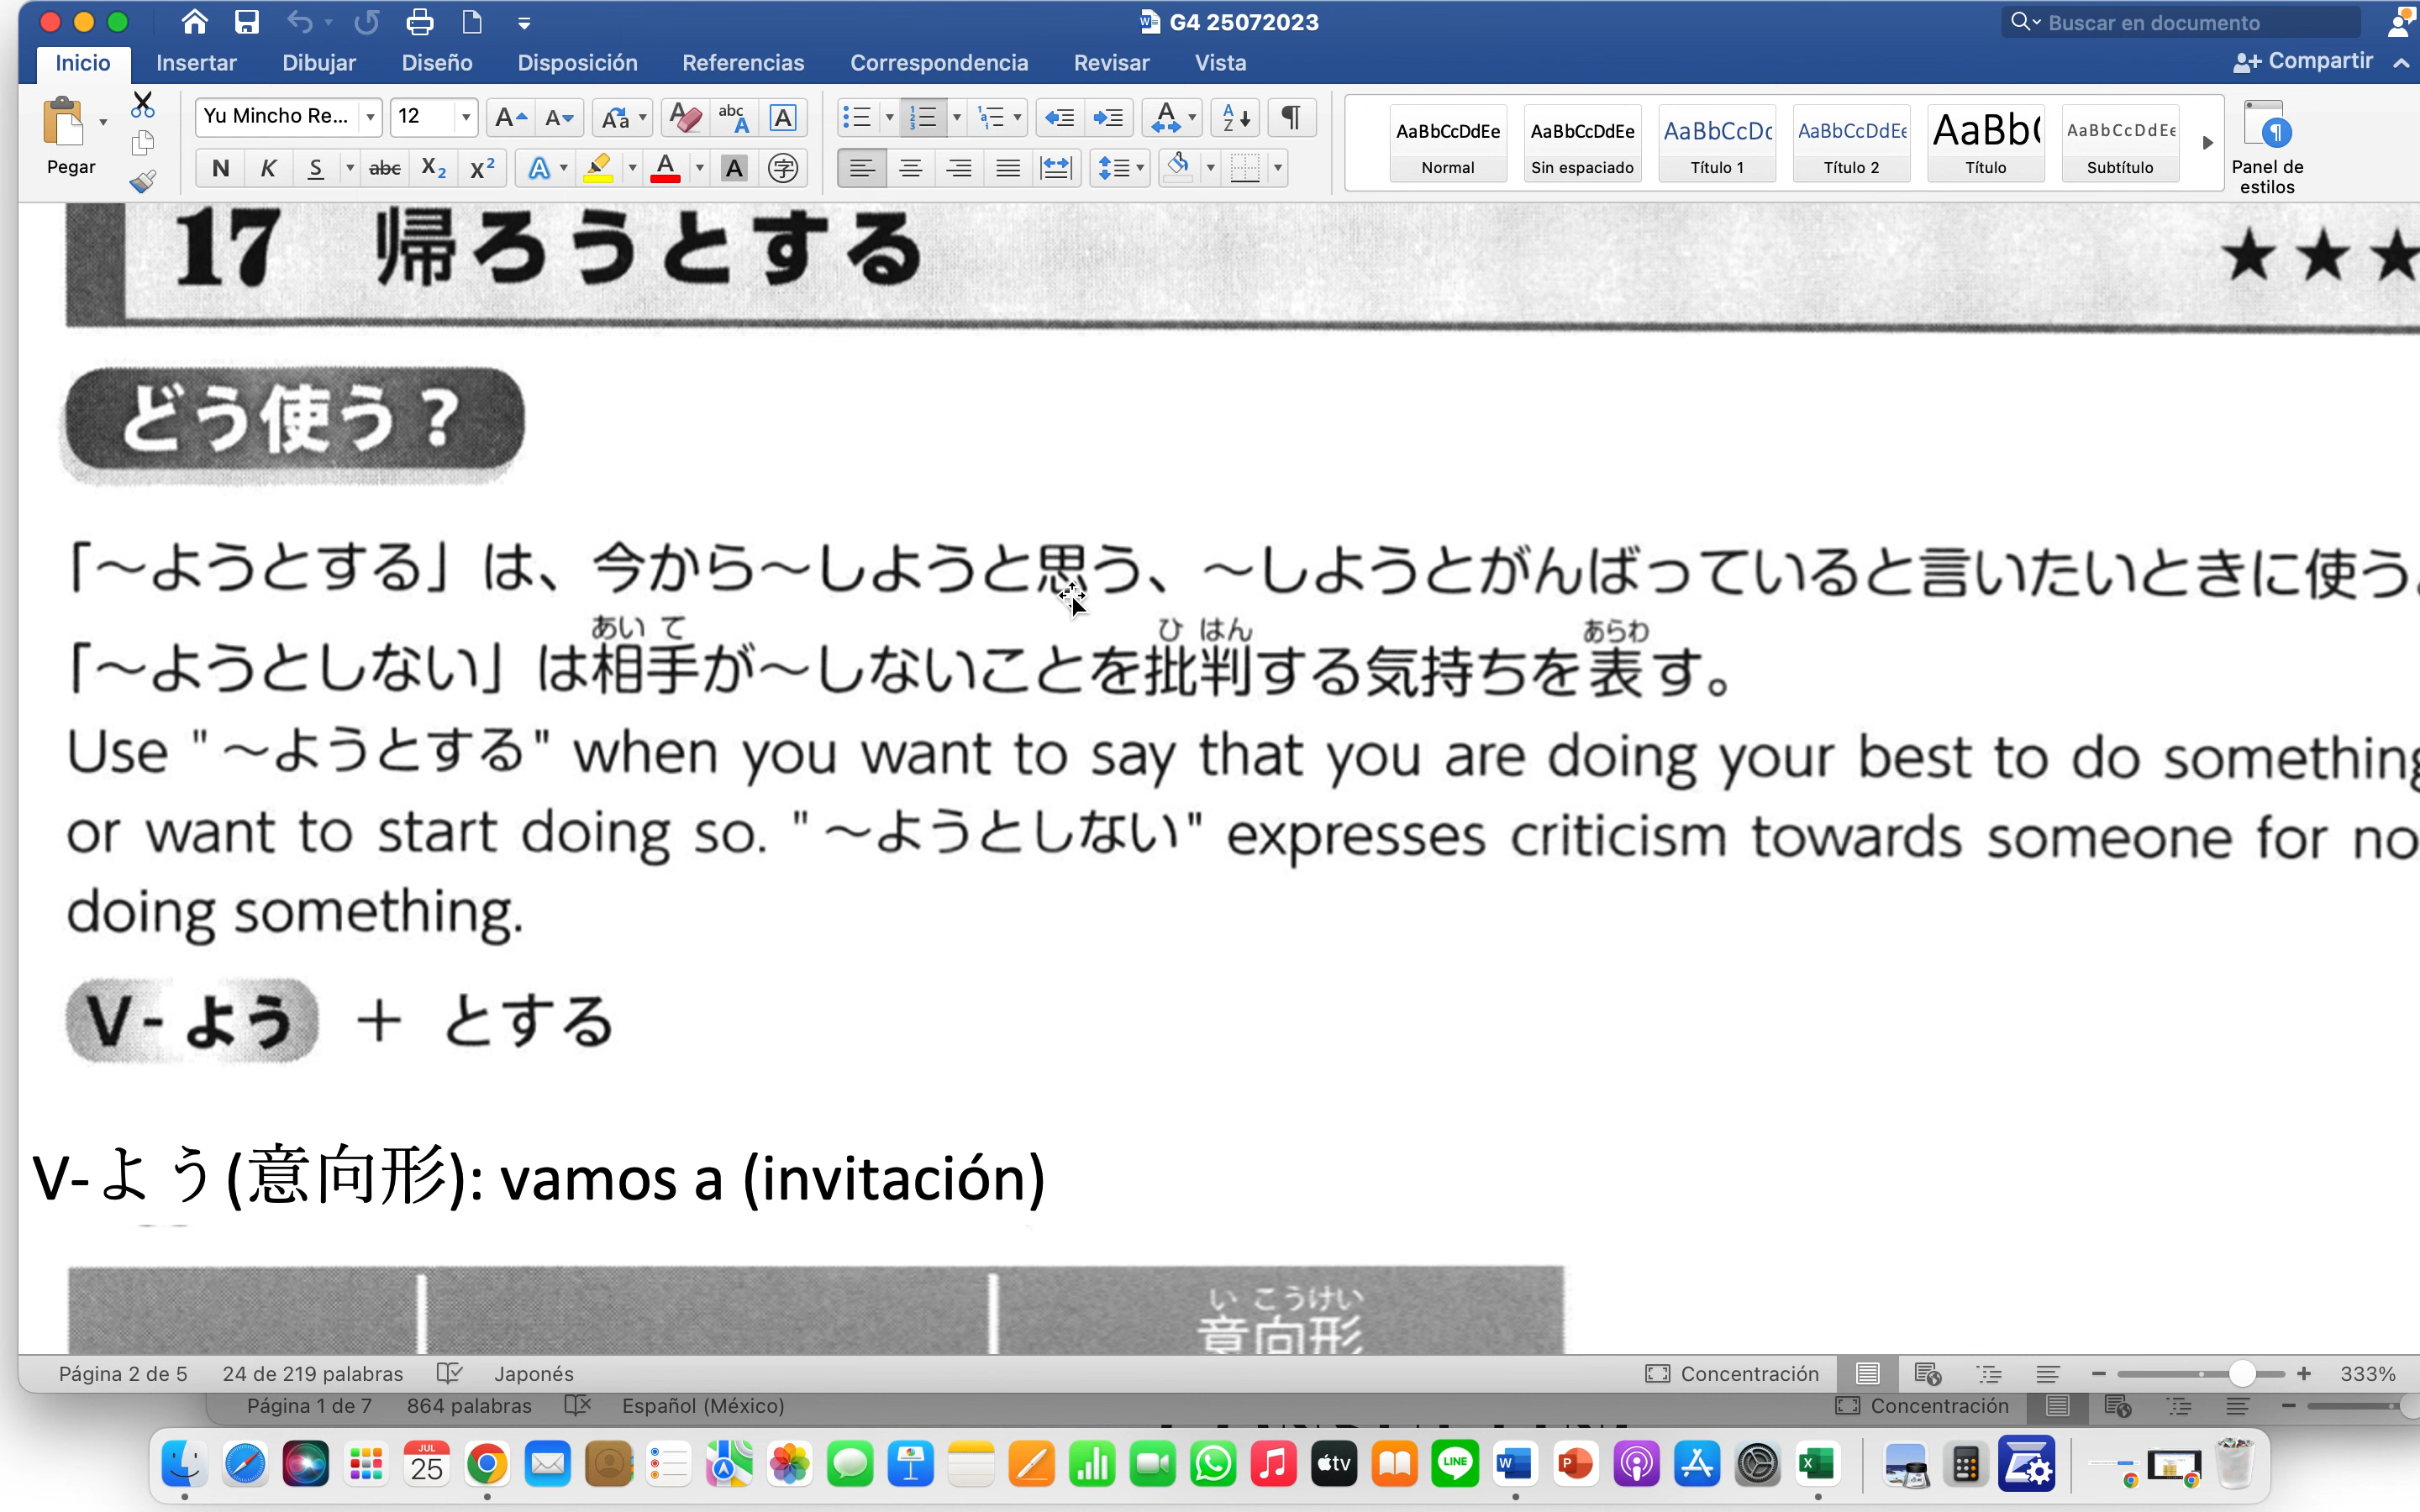 G4 25072023
Buscar en documento
Inicio Insertar Dibujar Diseño Disposición Referencias Correspondencia Revisar Vista
Compartir
Pegar
Yu Mincho Re... 12
AaBbCcDdEe AaBbCcDdEe AaBbCcDc AaBbCcDdEe AaBb( AaBbCcDdEe
Normal Sin espaciado Título 1 Título 2 Título Subtítulo
Panel de
estilos
17 帰ろうとする ★★★
どう使う？
「～ようとする」は、今から～しようと思う、～しようとがんばっていると言いたいときに使う。
あいて ひはん あらわ
「～ようとしない」は相手が～しないことを批判する気持ちを表す。
Use "～ようとする" when you want to say that you are doing your best to do something
or want to start doing so. "～ようとしない" expresses criticism towards someone for no
doing something.
V-よう + とする
V-よう(意向形): vamos a (invitación)
いこうけい
意向形
Página 2 de 5 24 de 219 palabras Japonés Concentración 333%
Página 1 de 7 864 palabras Español (México) Concentración
JUL
25
tv
LINE
W
P
X